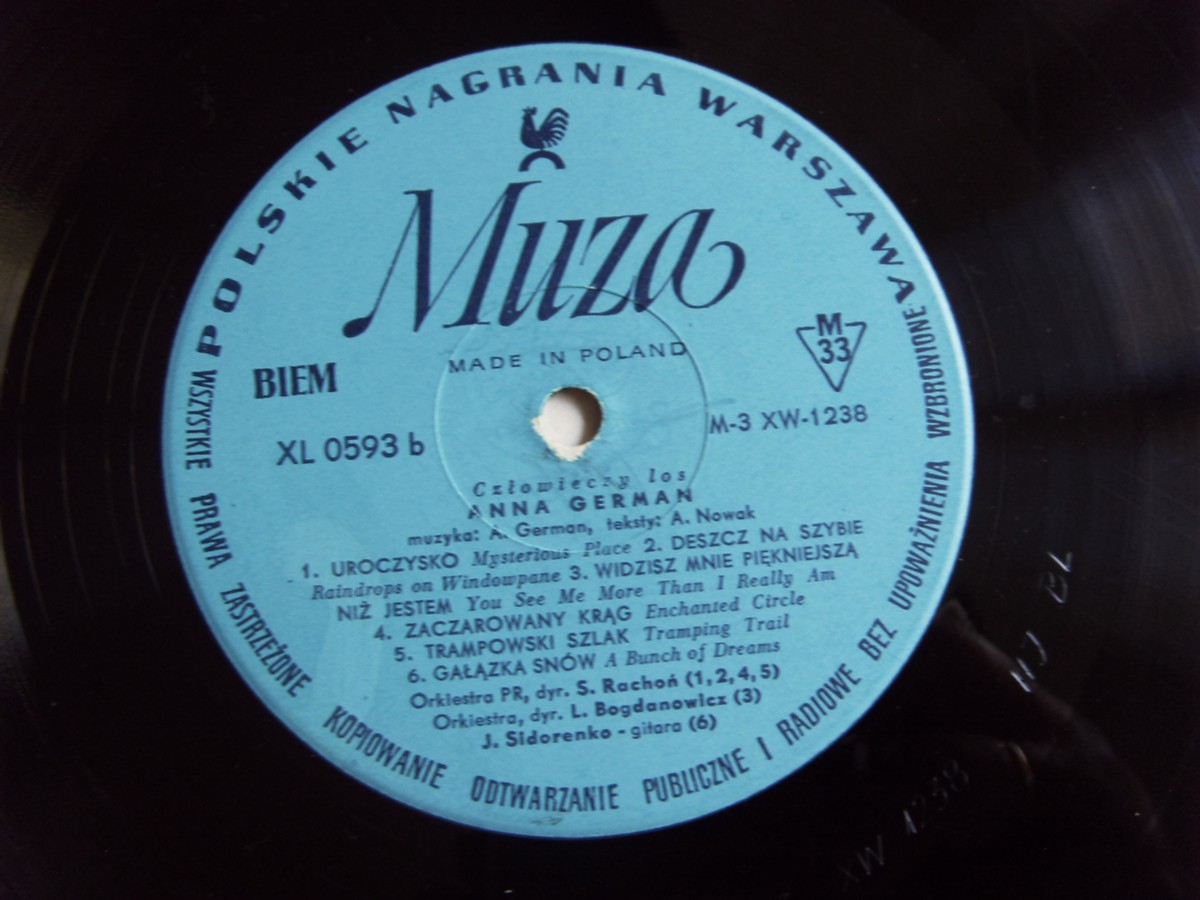 POLSKIE NAGRANIA WARSZAWA
Muza
MADE IN POLAND
BIEM
M
33
XL 0593 b
M-3 XW-1238
Człowieczy los
ANNA GERMAN
muzyka: A. German, teksty: A. Nowak
1. UROCZYSKO Mysterious Place 2. DESZCZ NA SZYBIE
Raindrops on Windowpane 3. WIDZISZ MNIE PIĘKNIEJSZĄ
NIŻ JESTEM You See Me More Than I Really Am
4. ZACZAROWANY KRĄG Enchanted Circle
5. TRAMPOWSKI SZLAK Tramping Trail
6. GAŁĄZKA SNÓW A Bunch of Dreams
Orkiestra PR, dyr. S. Rachoń (1,2,4,5)
Orkiestra, dyr. L. Bogdanowicz (3)
J. Sidorenko - gitara (6)
WSZYSTKIE PRAWA ZASTRZEŻONE KOPIOWANIE ODTWARZANIE PUBLICZNE I RADIOWE BEZ UPOWAŻNIENIA WZBRONIONE
XW 1238